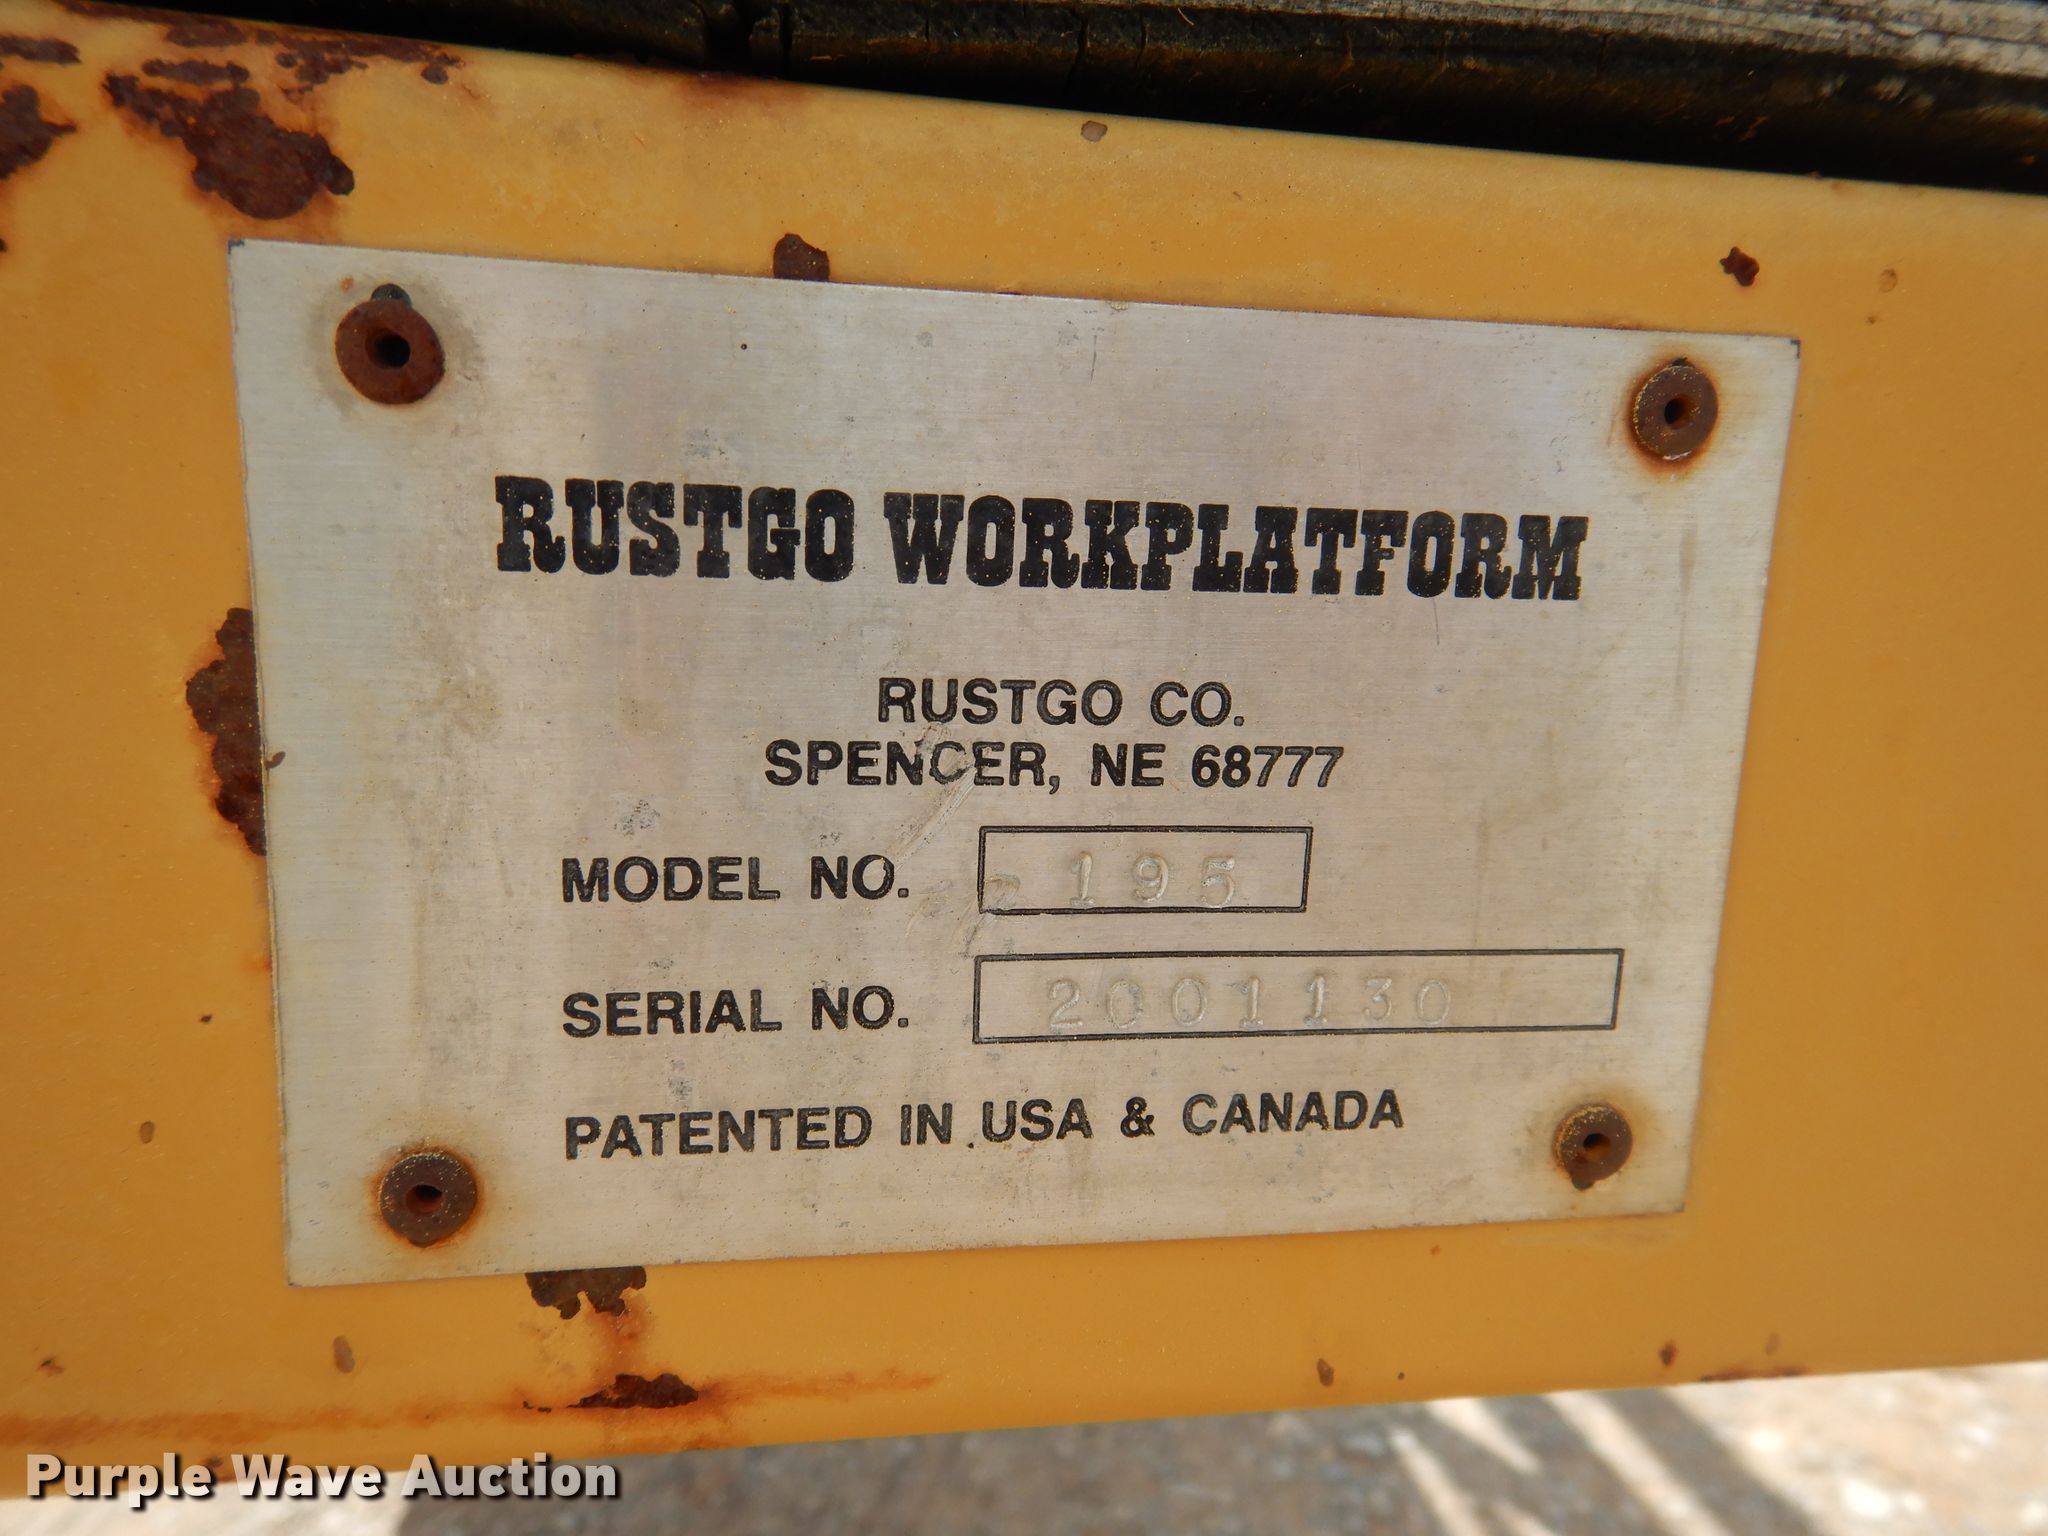 RUSTGO WORKPLATFORM
RUSTGO CO.
SPENCER, NE 68777
MODEL NO. 195
SERIAL NO. 2001130
PATENTED IN USA & CANADA
Purple Wave Auction